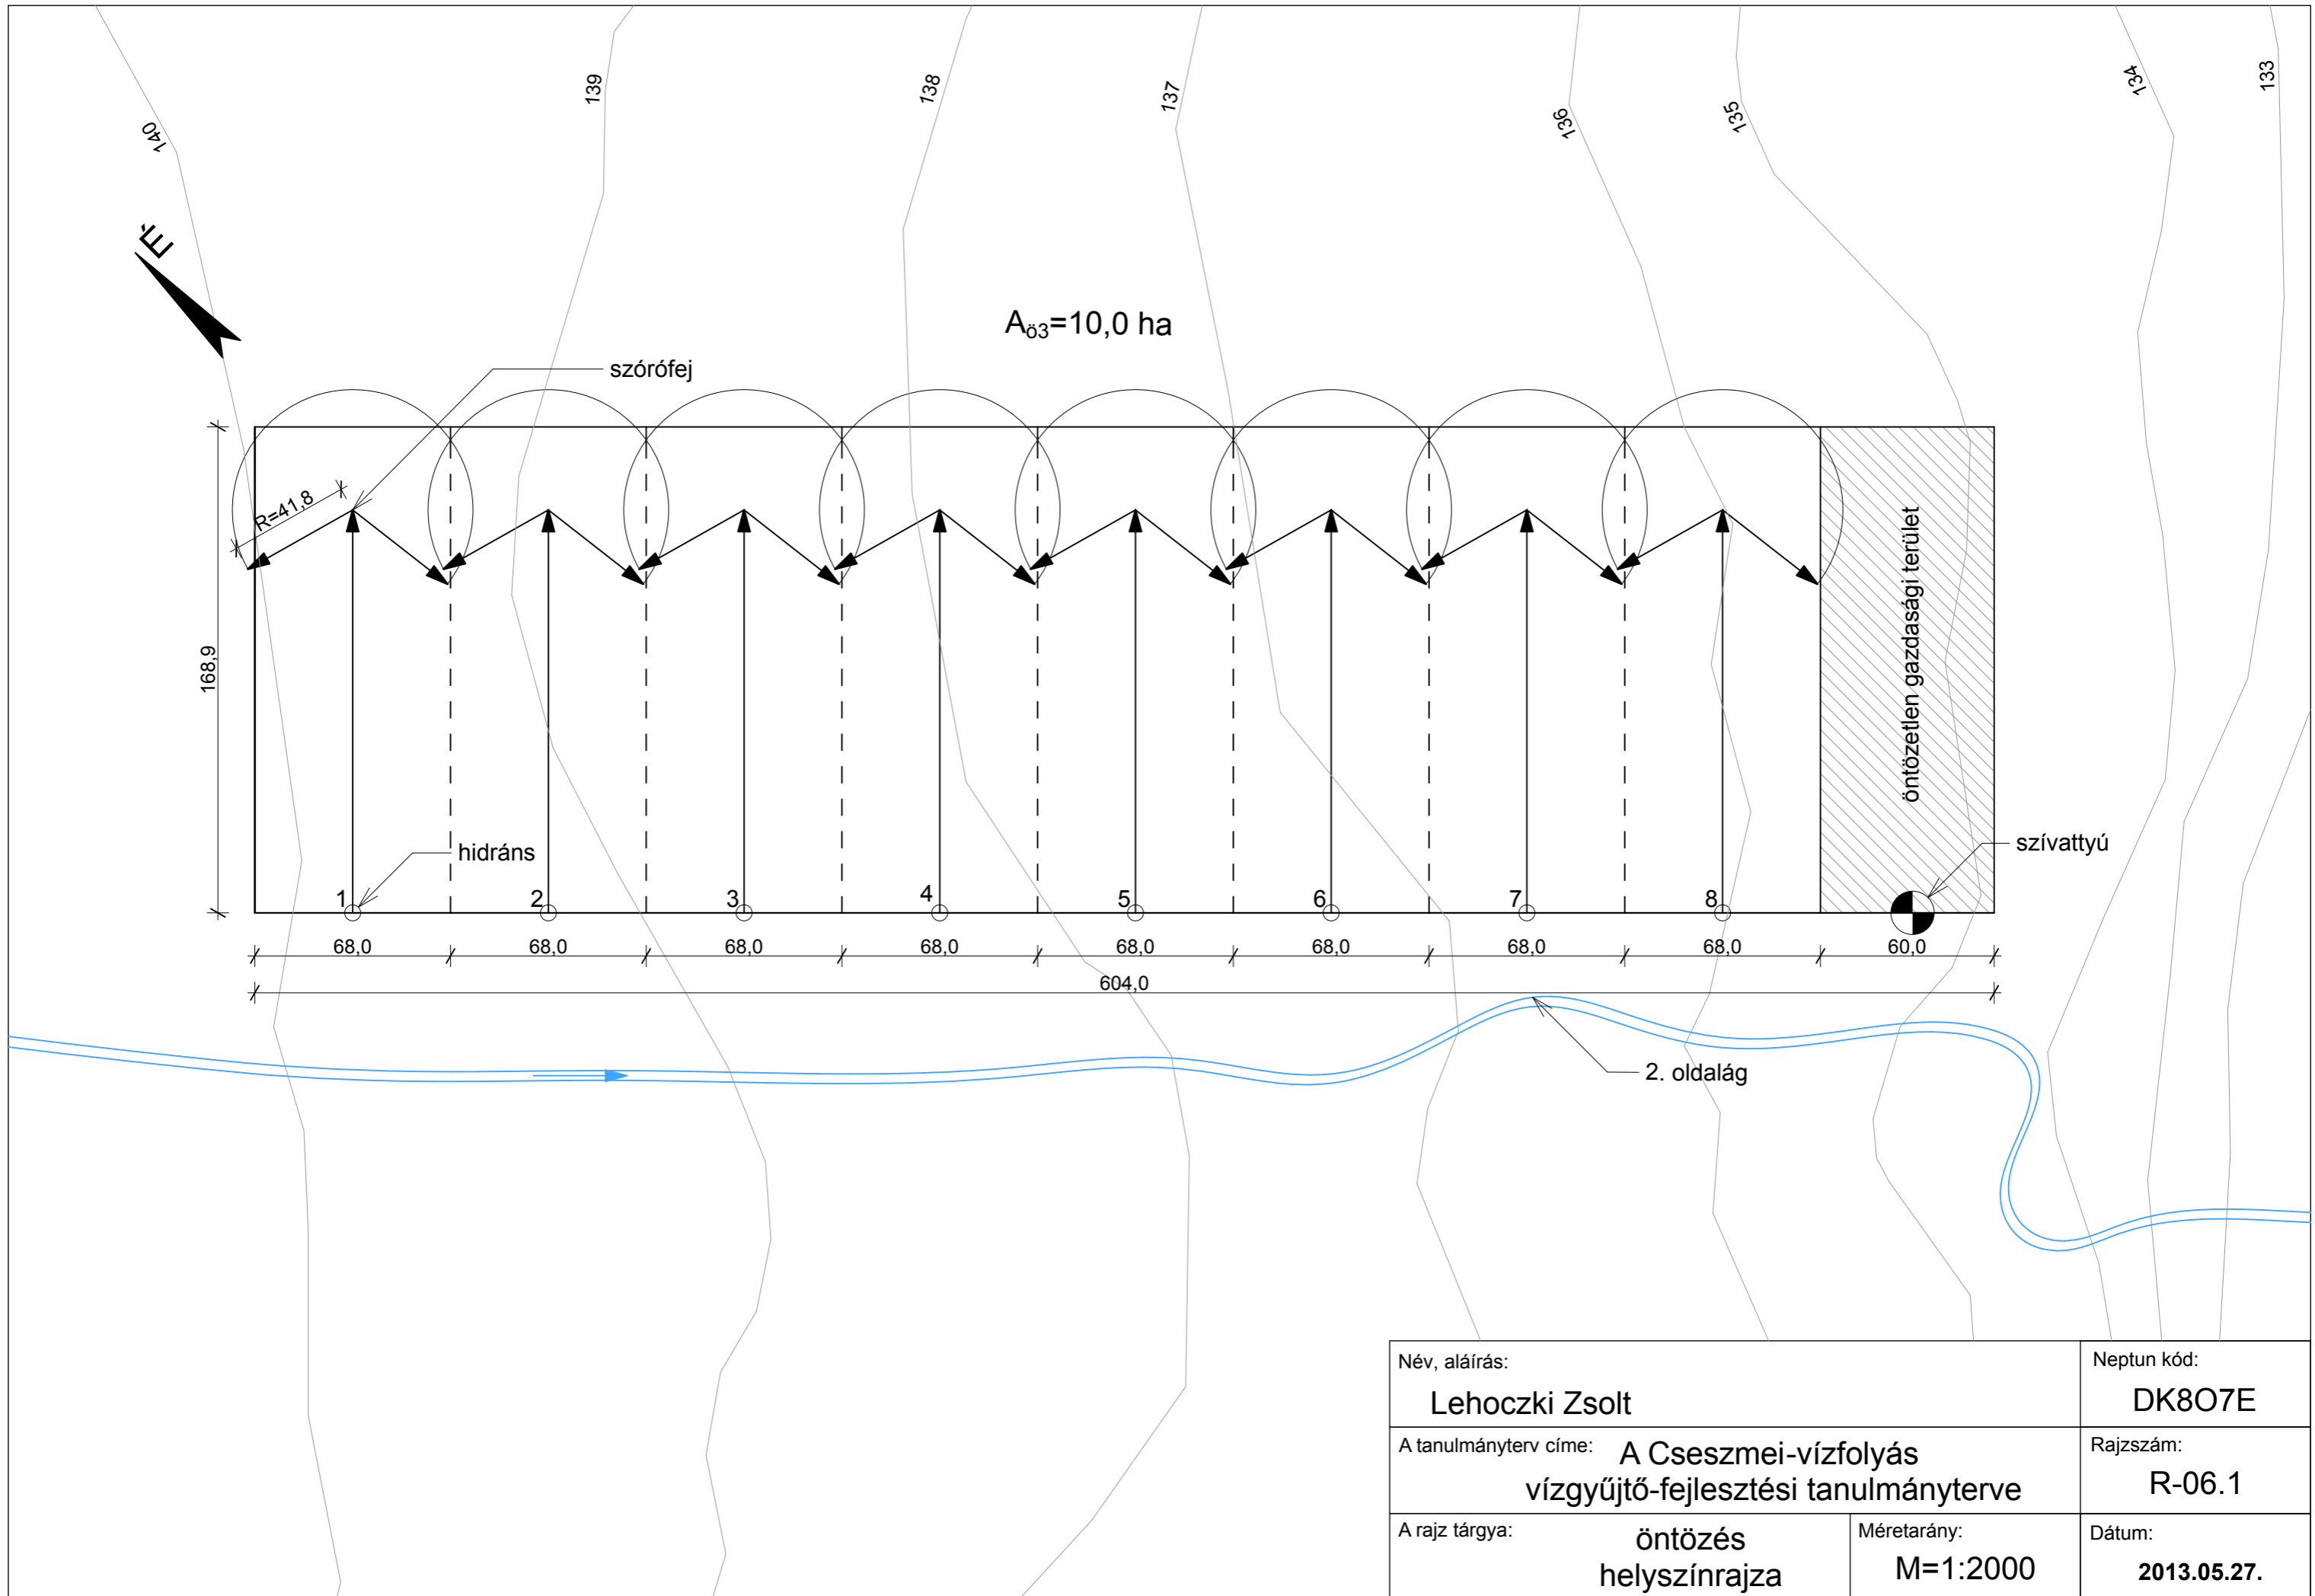 140
139
138
137
136
135
134
133
É
Aö3=10,0 ha
szórófej
R=41,8
168,9
öntözetlen gazdasági terület
hidráns
szívattyú
1
2
3
4
5
6
7
8
68,0
68,0
68,0
68,0
68,0
68,0
68,0
68,0
60,0
604,0
2. oldalág
Név, aláírás:
Lehoczki Zsolt
Neptun kód:
DK8O7E
A tanulmányterv címe: A Cseszmei-vízfolyás
vízgyűjtő-fejlesztési tanulmányterve
Rajzszám:
R-06.1
A rajz tárgya:
öntözés
helyszínrajza
Méretarány:
M=1:2000
Dátum:
2013.05.27.